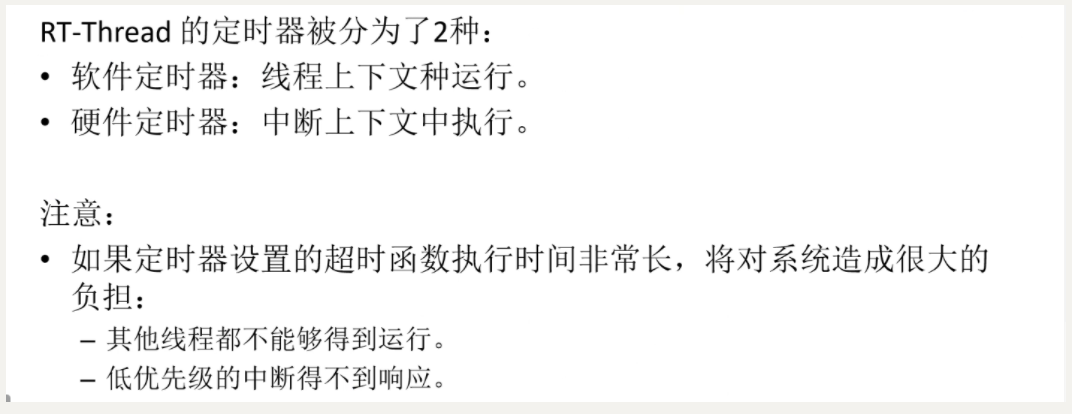 RT-Thread 的定时器被分为了2种：
• 软件定时器：线程上下文种运行。
• 硬件定时器：中断上下文中执行。
注意：
• 如果定时器设置的超时函数执行时间非常长，将对系统造成很大的
负担：
– 其他线程都不能够得到运行。
– 低优先级的中断得不到响应。